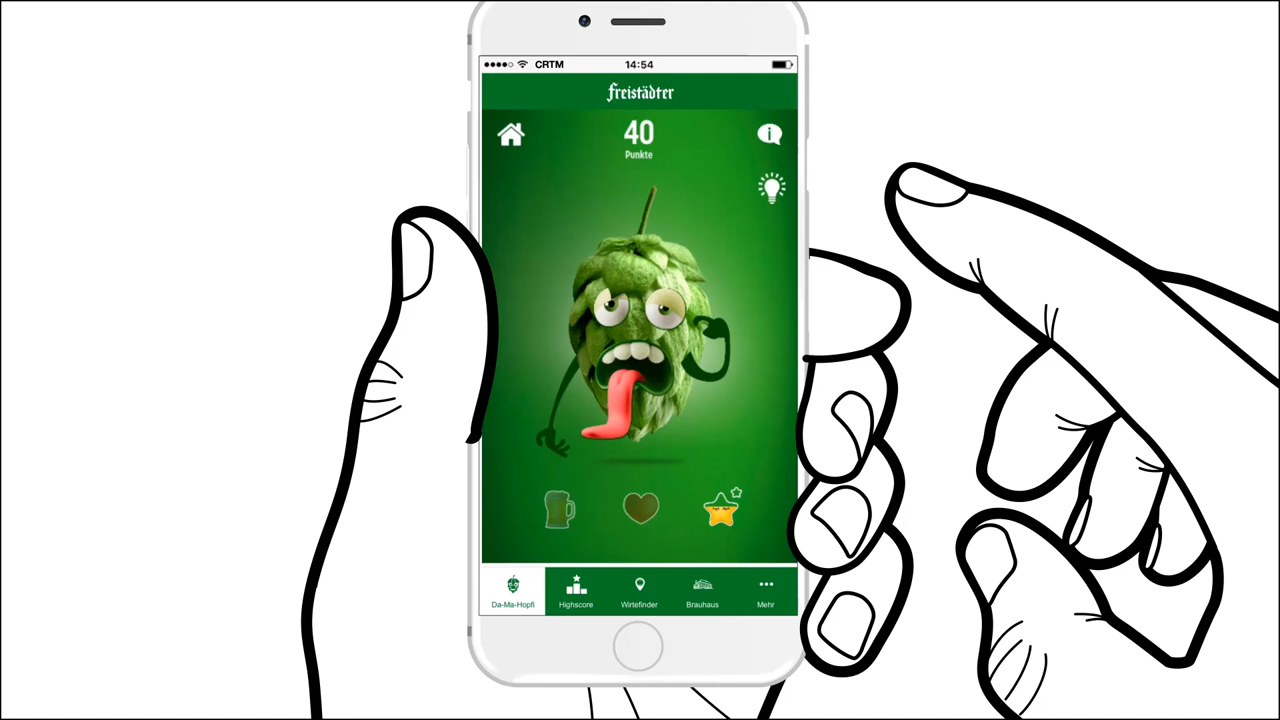 CRTM 14:54
freistädter
40
Punkte
Da-Ma-Hopfi Highscore Wirtefinder Brauhaus Mehr